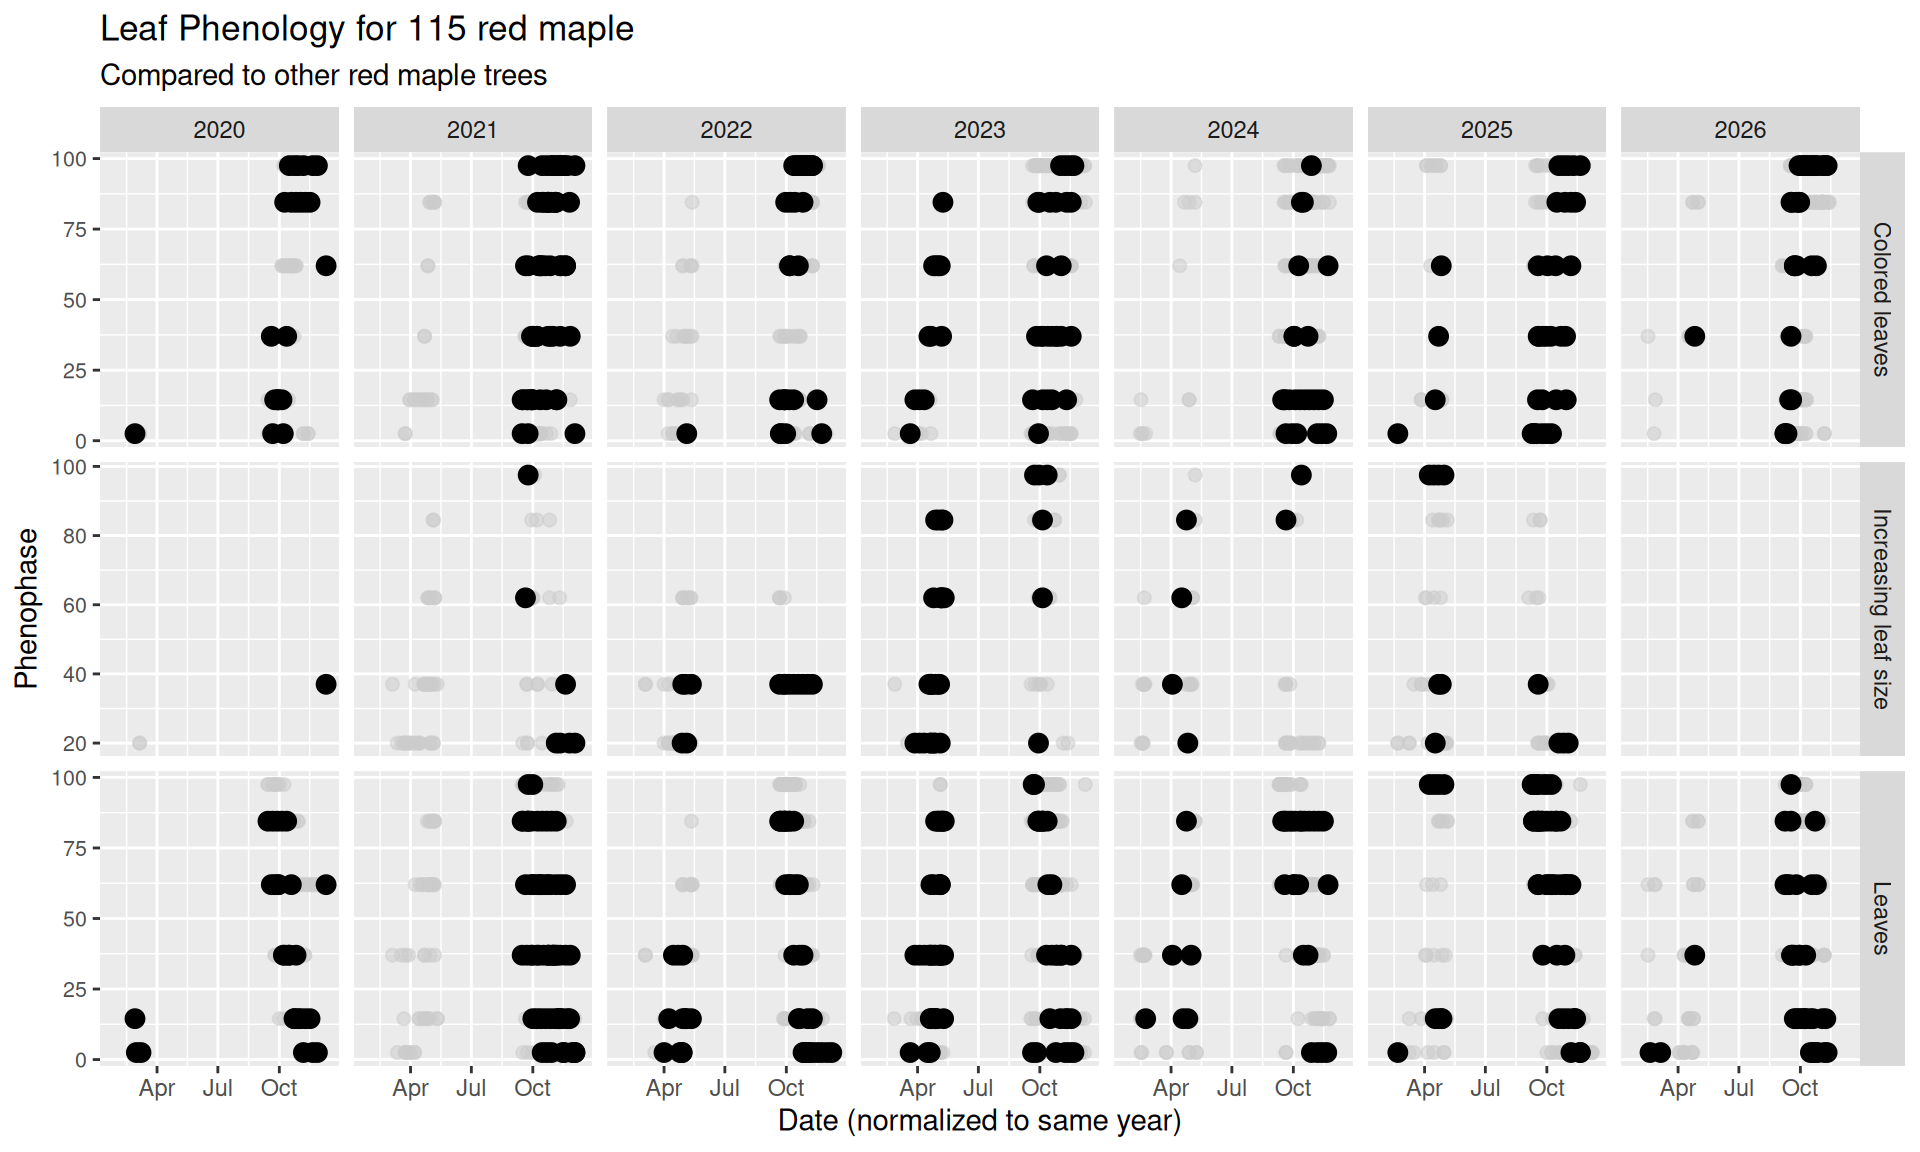 Leaf Phenology for 115 red maple
Compared to other red maple trees
2020 2021 2022 2023 2024 2025 2026
100
75
50
25
0
Colored leaves
100
80
60
40
20
Increasing leaf size
100
75
50
25
0
Leaves
Phenophase
Apr Jul Oct Apr Jul Oct Apr Jul Oct Apr Jul Oct Apr Jul Oct Apr Jul Oct Apr Jul Oct
Date (normalized to same year)